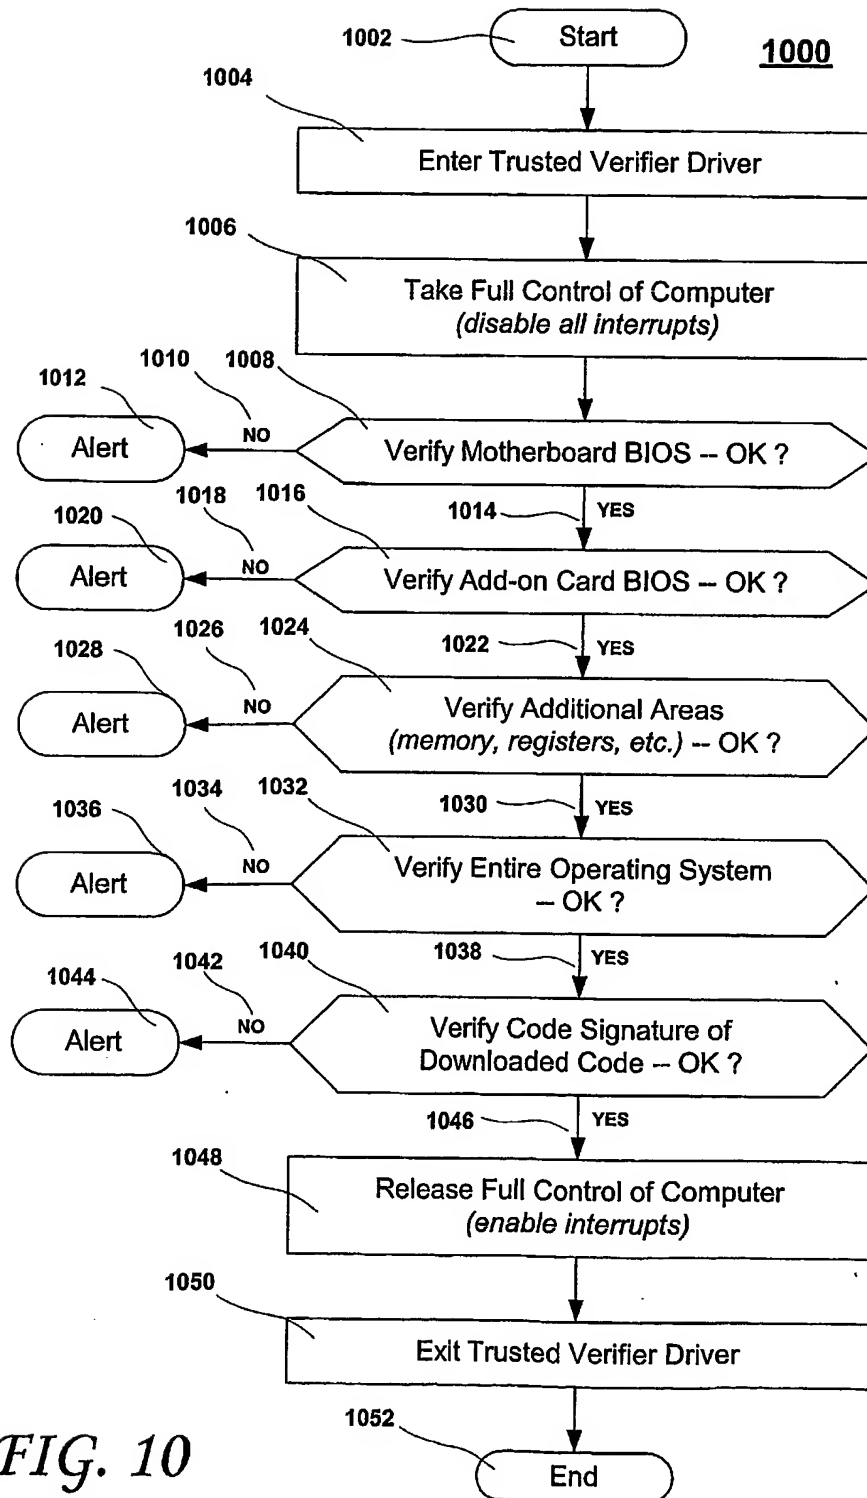 1002
Start
1000
1004
Enter Trusted Verifier Driver
1006
Take Full Control of Computer
(disable all interrupts)
1012
1010
1008
Alert
NO
Verify Motherboard BIOS -- OK ?
1014
YES
1020
1018
1016
Alert
NO
Verify Add-on Card BIOS -- OK ?
1022
YES
1028
1026
1024
Alert
NO
Verify Additional Areas
(memory, registers, etc.) -- OK ?
1030
YES
1036
1034
1032
Alert
NO
Verify Entire Operating System
-- OK ?
1038
YES
1044
1042
1040
Alert
NO
Verify Code Signature of
Downloaded Code -- OK ?
1046
YES
1048
Release Full Control of Computer
(enable interrupts)
1050
Exit Trusted Verifier Driver
1052
End
FIG. 10